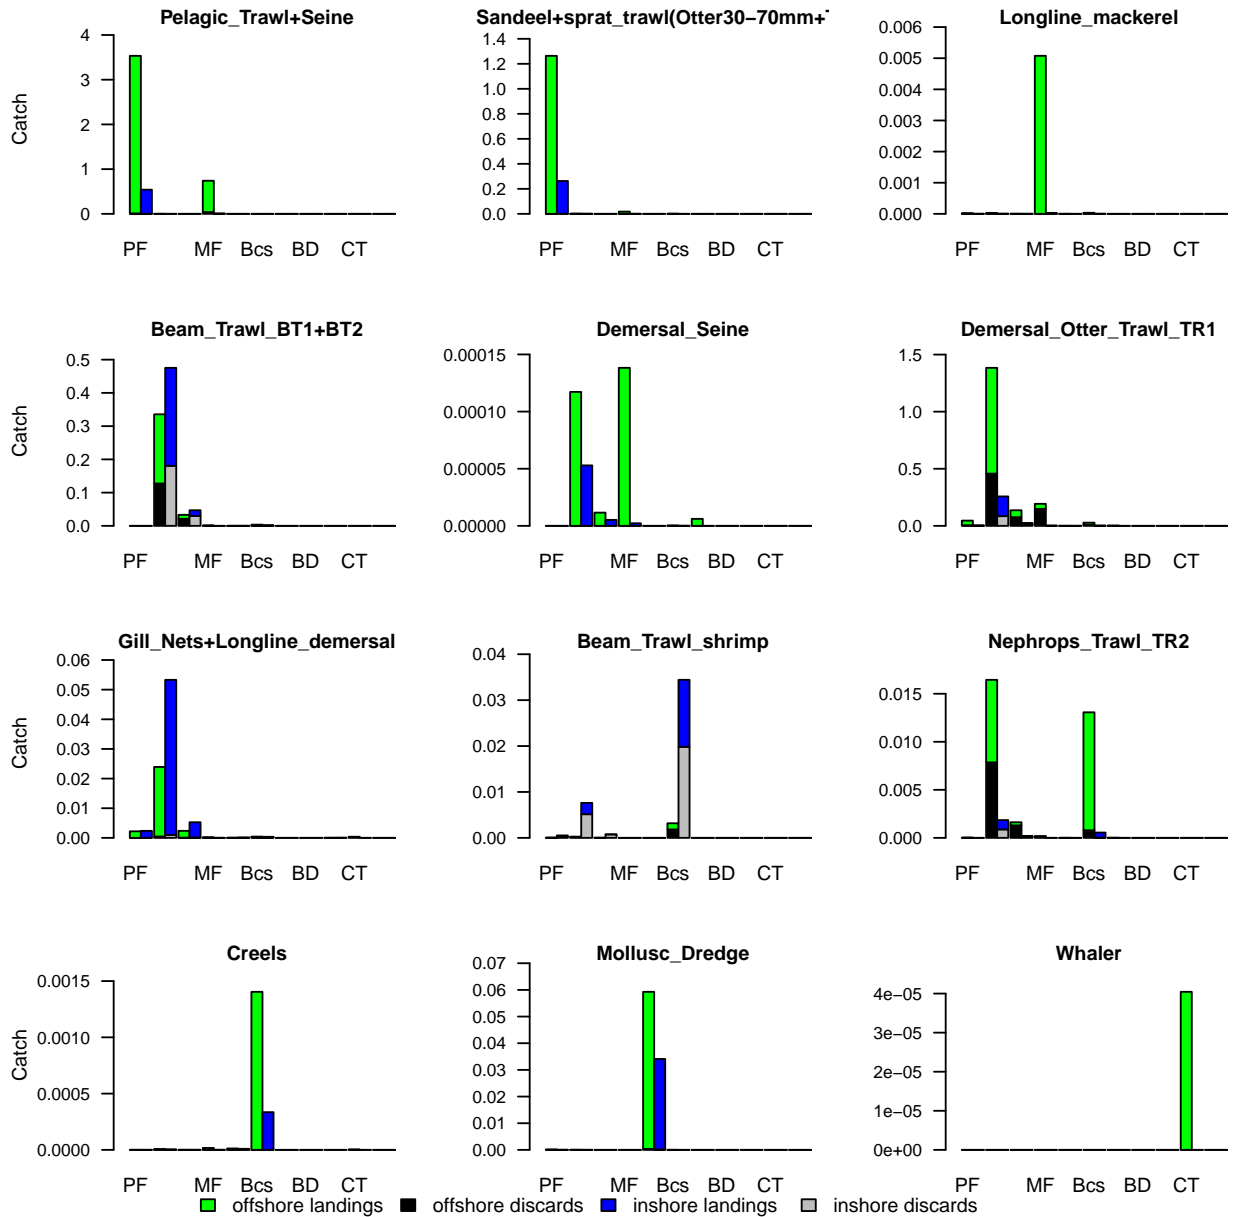 Pelagic_Trawl+Seine
Catch
4
3
2
1
0
PF MF Bcs BD CT
Sandeel+sprat_trawl(Otter30−70mm+T
1.4
1.2
1.0
0.8
0.6
0.4
0.2
0.0
PF MF Bcs BD CT
Longline_mackerel
0.006
0.005
0.004
0.003
0.002
0.001
0.000
PF MF Bcs BD CT
Beam_Trawl_BT1+BT2
Catch
0.5
0.4
0.3
0.2
0.1
0.0
PF MF Bcs BD CT
Demersal_Seine
0.00015
0.00010
0.00005
0.00000
PF MF Bcs BD CT
Demersal_Otter_Trawl_TR1
1.5
1.0
0.5
0.0
PF MF Bcs BD CT
Gill_Nets+Longline_demersal
Catch
0.06
0.05
0.04
0.03
0.02
0.01
0.00
PF MF Bcs BD CT
Beam_Trawl_shrimp
0.04
0.03
0.02
0.01
0.00
PF MF Bcs BD CT
Nephrops_Trawl_TR2
0.015
0.010
0.005
0.000
PF MF Bcs BD CT
Creels
Catch
0.0015
0.0010
0.0005
0.0000
PF MF Bcs BD CT
Mollusc_Dredge
0.07
0.06
0.05
0.04
0.03
0.02
0.01
0.00
PF MF Bcs BD CT
Whaler
4e−05
3e−05
2e−05
1e−05
0e+00
PF MF Bcs BD CT
offshore landings offshore discards inshore landings inshore discards